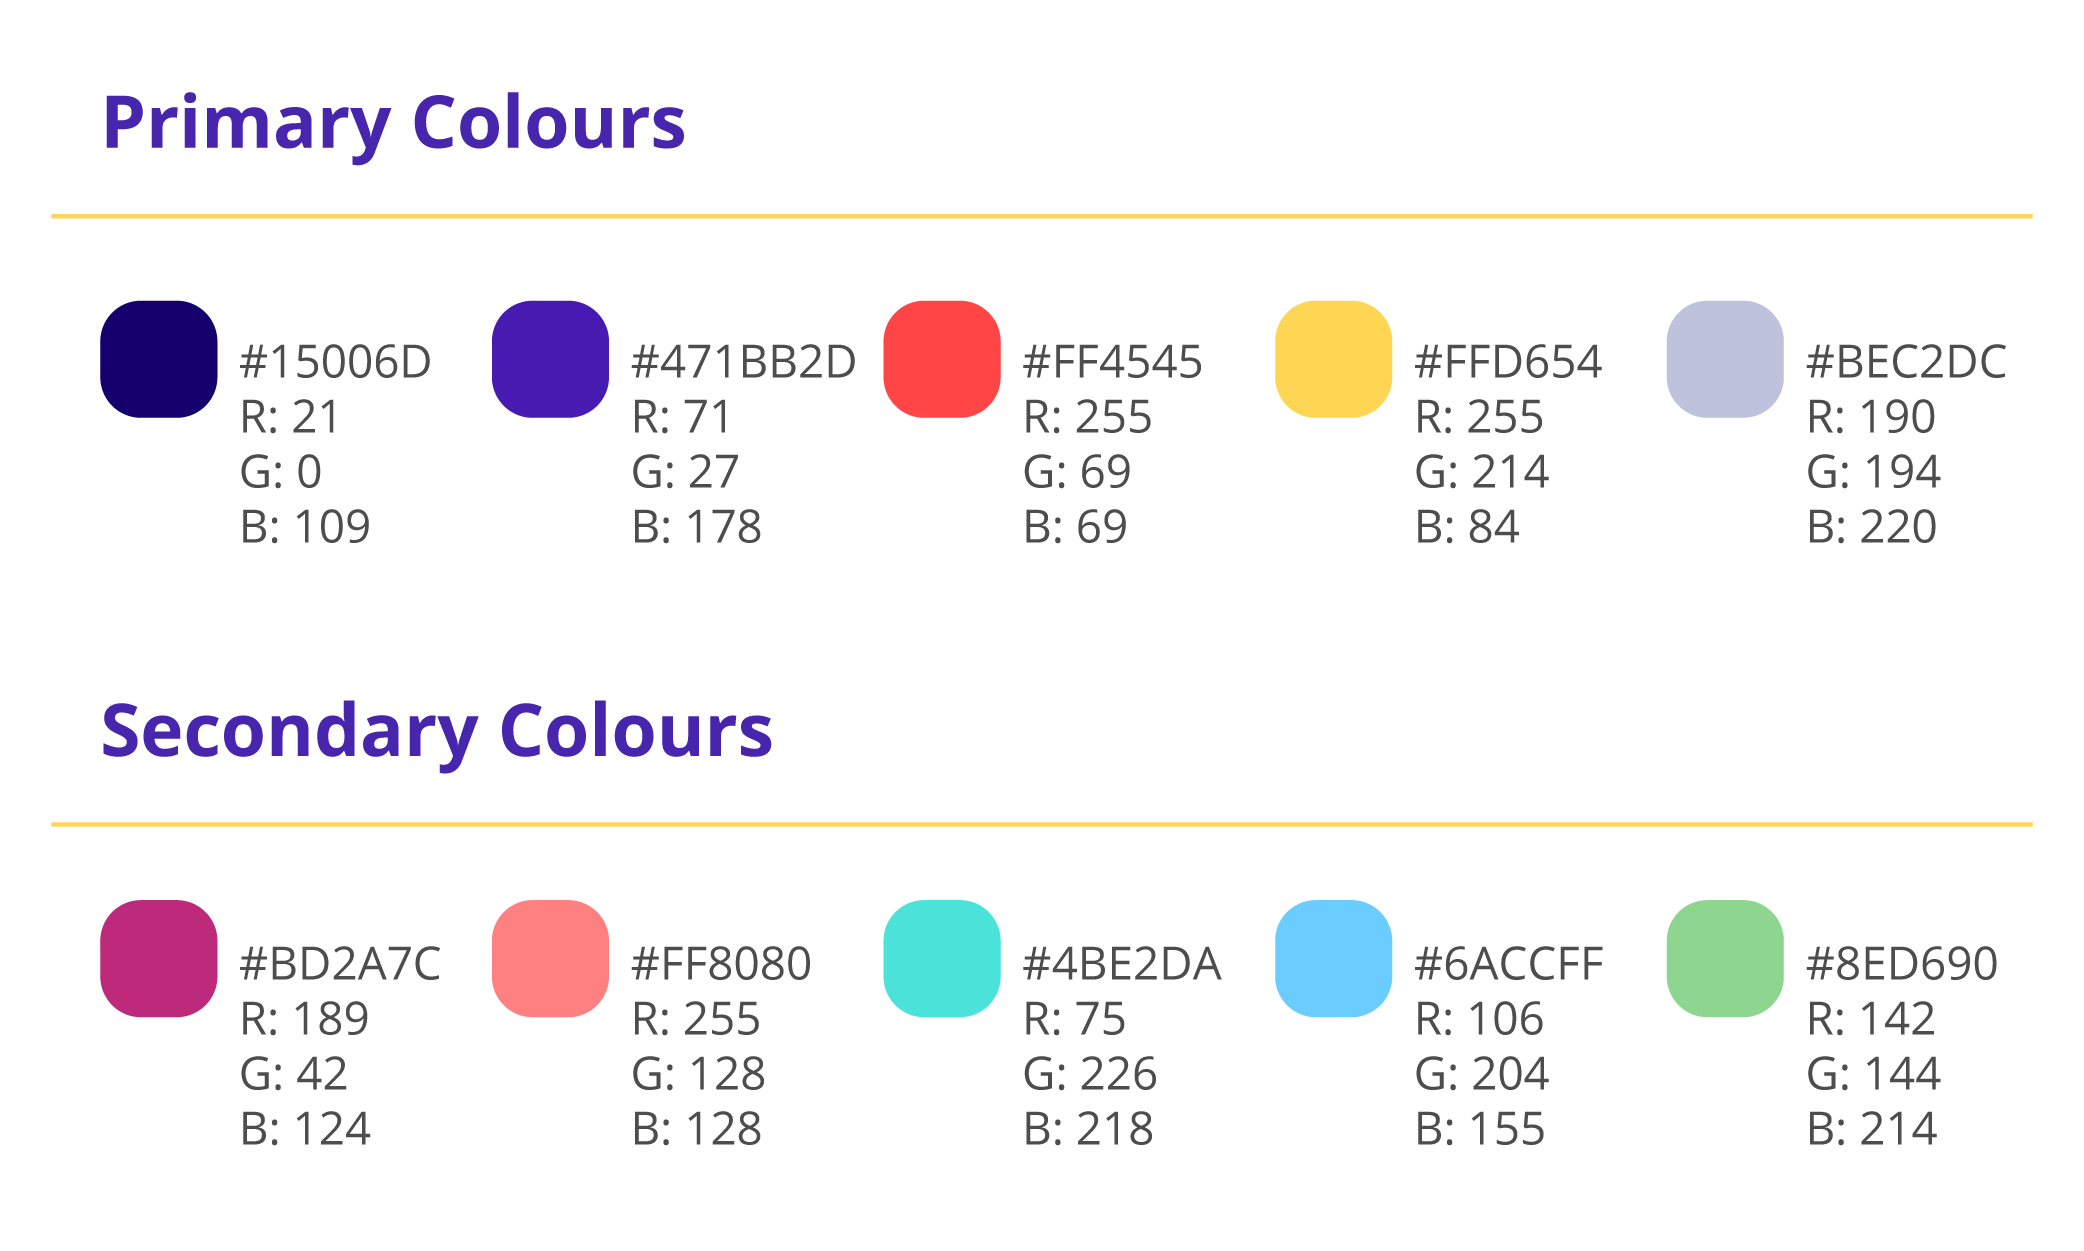 Primary Colours
#15006D
R: 21
G: 0
B: 109
#471BB2D
R: 71
G: 27
B: 178
#FF4545
R: 255
G: 69
B: 69
#FFD654
R: 255
G: 214
B: 84
#BEC2DC
R: 190
G: 194
B: 220
Secondary Colours
#BD2A7C
R: 189
G: 42
B: 124
#FF8080
R: 255
G: 128
B: 128
#4BE2DA
R: 75
G: 226
B: 218
#6ACCFF
R: 106
G: 204
B: 155
#8ED690
R: 142
G: 144
B: 214